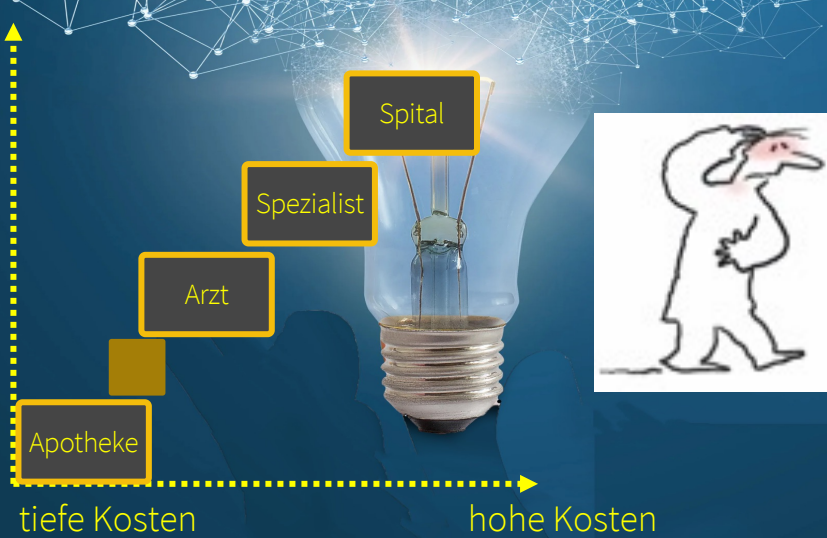 Spital
Spezialist
Arzt
Apotheke
tiefe Kosten
hohe Kosten